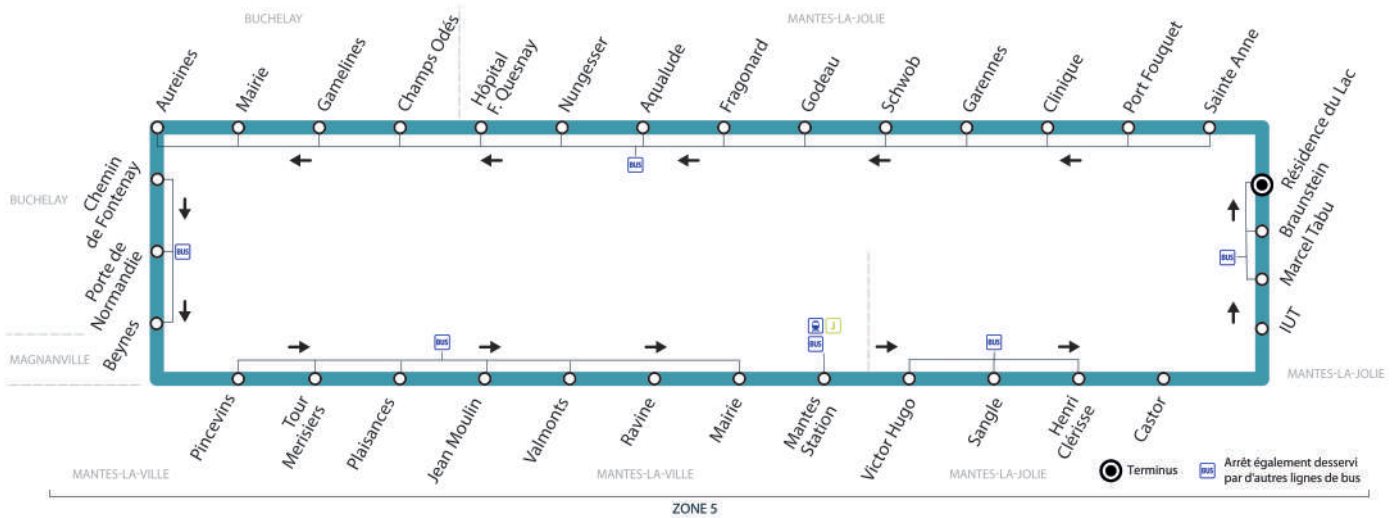 BUCHELAY
MANTES-LA-JOLIE
Aureines
Mairie
Gamelines
Champs Odés
Hôpital
F. Quesnay
Nungesser
Aqualude
Fragonard
Godeau
Schwob
Garennes
Clinique
Port Fouquet
Sainte Anne
Résidence du Lac
Braunstein
Marcel Tabu
IUT
BUS
BUCHELAY
Chemin
de Fontenay
BUS
Porte de
Normandie
Beynes
MAGNANVILLE
BUS
J
BUS
BUS
BUS
MANTES-LA-JOLIE
Pincevins
Tour
Merisiers
Plaisances
Jean Moulin
Valmonts
Ravine
Mairie
Mantes
Station
Victor Hugo
Sangle
Henri
Clérisse
Castor
MANTES-LA-VILLE
MANTES-LA-VILLE
MANTES-LA-JOLIE
Terminus
BUS
Arrêt également desservi
par d'autres lignes de bus
ZONE 5